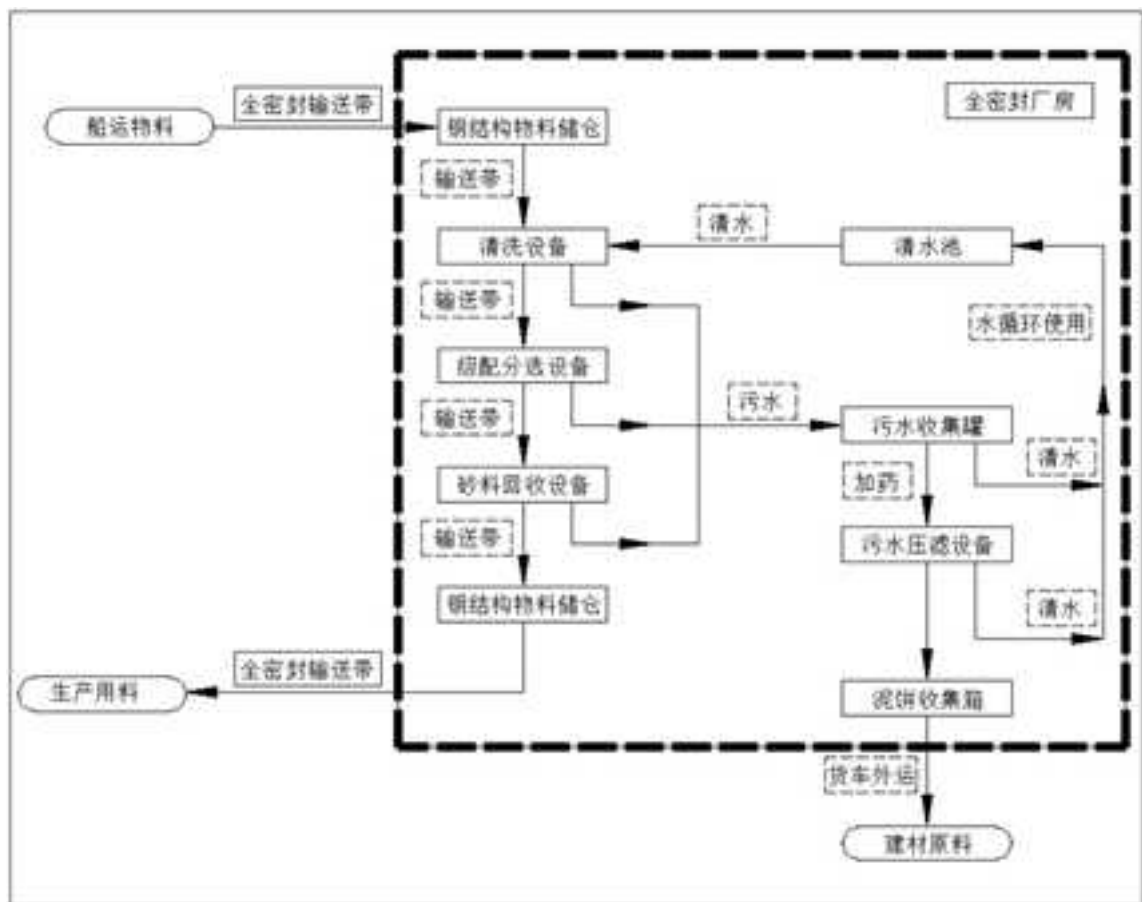 全密封输送带
全密封厂房
船运物料
钢结构物料储仓
输送带
清水
清洗设备
清水池
输送带
水循环使用
级配分选设备
污水
输送带
污水收集罐
清水
加药
砂料回收设备
输送带
污水压滤设备
钢结构物料储仓
清水
全密封输送带
生产用料
泥饼收集箱
货车外运
建材原料